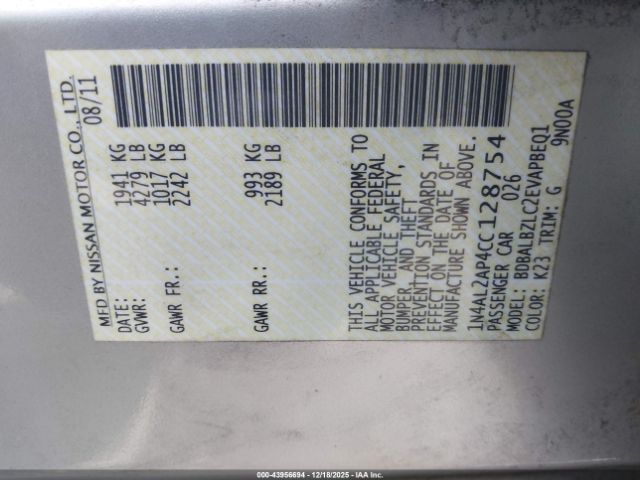 MFD BY NISSAN MOTOR CO., LTD.
DATE: 08/11
GVWR: 1941 KG
4279 LB
GAWR FR.: 1017 KG
2242 LB
GAWR RR.: 993 KG
2189 LB
THIS VEHICLE CONFORMS TO
ALL APPLICABLE FEDERAL
MOTOR VEHICLE SAFETY,
BUMPER, AND THEFT
PREVENTION STANDARDS IN
EFFECT ON THE DATE OF
MANUFACTURE SHOWN ABOVE.
1N4AL2AP4CC128754
PASSENGER CAR 026
MODEL: BDBALBZLC2EVAPBEQ1
COLOR: K23 TRIM: G 9N00A
000-43956694 | 12/18/2025 - IAA Inc.